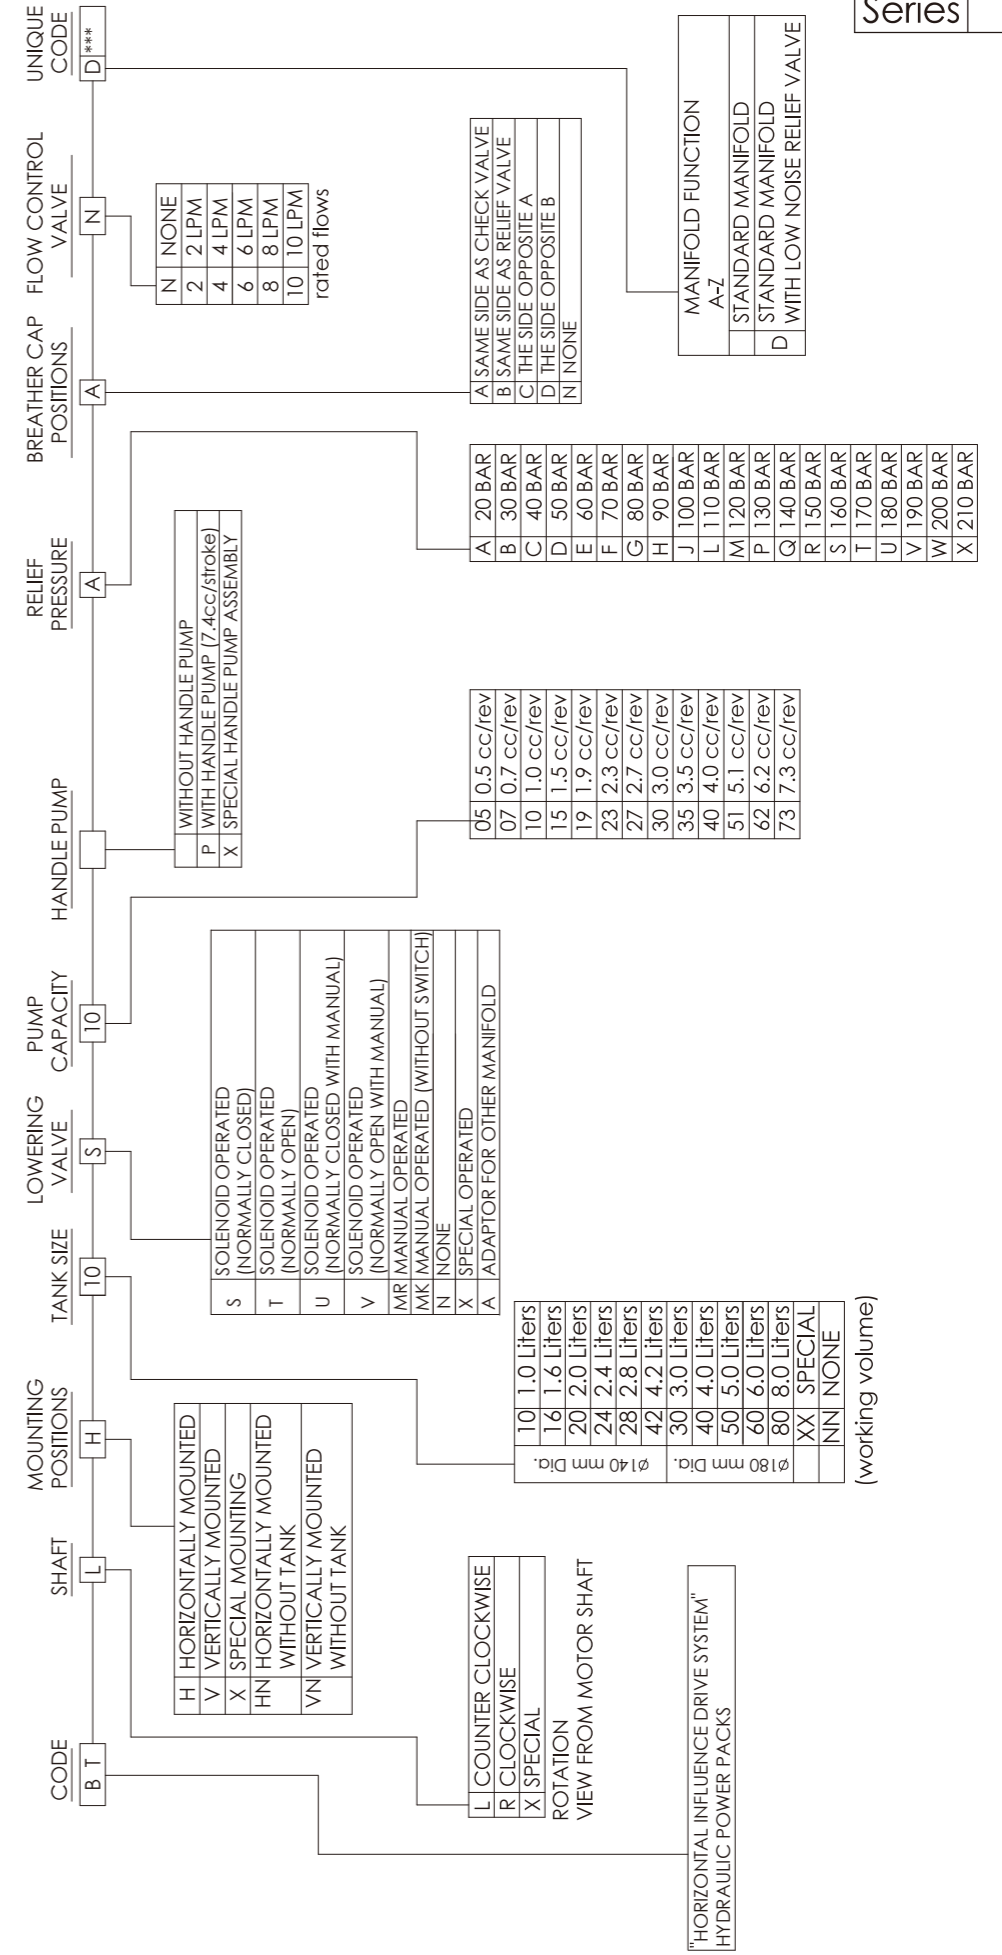 Series
CODE
SHAFT
MOUNTING
POSITIONS
TANK SIZE
LOWERING
VALVE
PUMP
CAPACITY
HANDLE PUMP
RELIEF
PRESSURE
BREATHER CAP
POSITIONS
FLOW CONTROL
VALVE
UNIQUE
CODE
B T
L
H
10
S
10
A
A
N
D ***
"HORIZONTAL INFLUENCE DRIVE SYSTEM"
HYDRAULIC POWER PACKS
L COUNTER CLOCKWISE
R CLOCKWISE
X SPECIAL
ROTATION
VIEW FROM MOTOR SHAFT
H HORIZONTALLY MOUNTED
V VERTICALLY MOUNTED
X SPECIAL MOUNTING
HN HORIZONTALLY MOUNTED
WITHOUT TANK
VN VERTICALLY MOUNTED
WITHOUT TANK
ø140 mm Dia.
10 1.0 Liters
16 1.6 Liters
20 2.0 Liters
24 2.4 Liters
28 2.8 Liters
42 4.2 Liters
ø180 mm Dia.
30 3.0 Liters
40 4.0 Liters
50 5.0 Liters
60 6.0 Liters
80 8.0 Liters
XX SPECIAL
NN NONE
(working volume)
S SOLENOID OPERATED
(NORMALLY CLOSED)
T SOLENOID OPERATED
(NORMALLY OPEN)
U SOLENOID OPERATED
(NORMALLY CLOSED WITH MANUAL)
V SOLENOID OPERATED
(NORMALLY OPEN WITH MANUAL)
MR MANUAL OPERATED
MK MANUAL OPERATED (WITHOUT SWITCH)
N NONE
X SPECIAL OPERATED
A ADAPTOR FOR OTHER MANIFOLD
05 0.5 cc/rev
07 0.7 cc/rev
10 1.0 cc/rev
15 1.5 cc/rev
19 1.9 cc/rev
23 2.3 cc/rev
27 2.7 cc/rev
30 3.0 cc/rev
35 3.5 cc/rev
40 4.0 cc/rev
51 5.1 cc/rev
62 6.2 cc/rev
73 7.3 cc/rev
WITHOUT HANDLE PUMP
P WITH HANDLE PUMP (7.4cc/stroke)
X SPECIAL HANDLE PUMP ASSEMBLY
A 20 BAR
B 30 BAR
C 40 BAR
D 50 BAR
E 60 BAR
F 70 BAR
G 80 BAR
H 90 BAR
J 100 BAR
L 110 BAR
M 120 BAR
P 130 BAR
Q 140 BAR
R 150 BAR
S 160 BAR
T 170 BAR
U 180 BAR
V 190 BAR
W 200 BAR
X 210 BAR
A SAME SIDE AS CHECK VALVE
B SAME SIDE AS RELIEF VALVE
C THE SIDE OPPOSITE A
D THE SIDE OPPOSITE B
N NONE
N NONE
2 2 LPM
4 4 LPM
6 6 LPM
8 8 LPM
10 10 LPM
rated flows
MANIFOLD FUNCTION
A-Z
STANDARD MANIFOLD
D STANDARD MANIFOLD
WITH LOW NOISE RELIEF VALVE